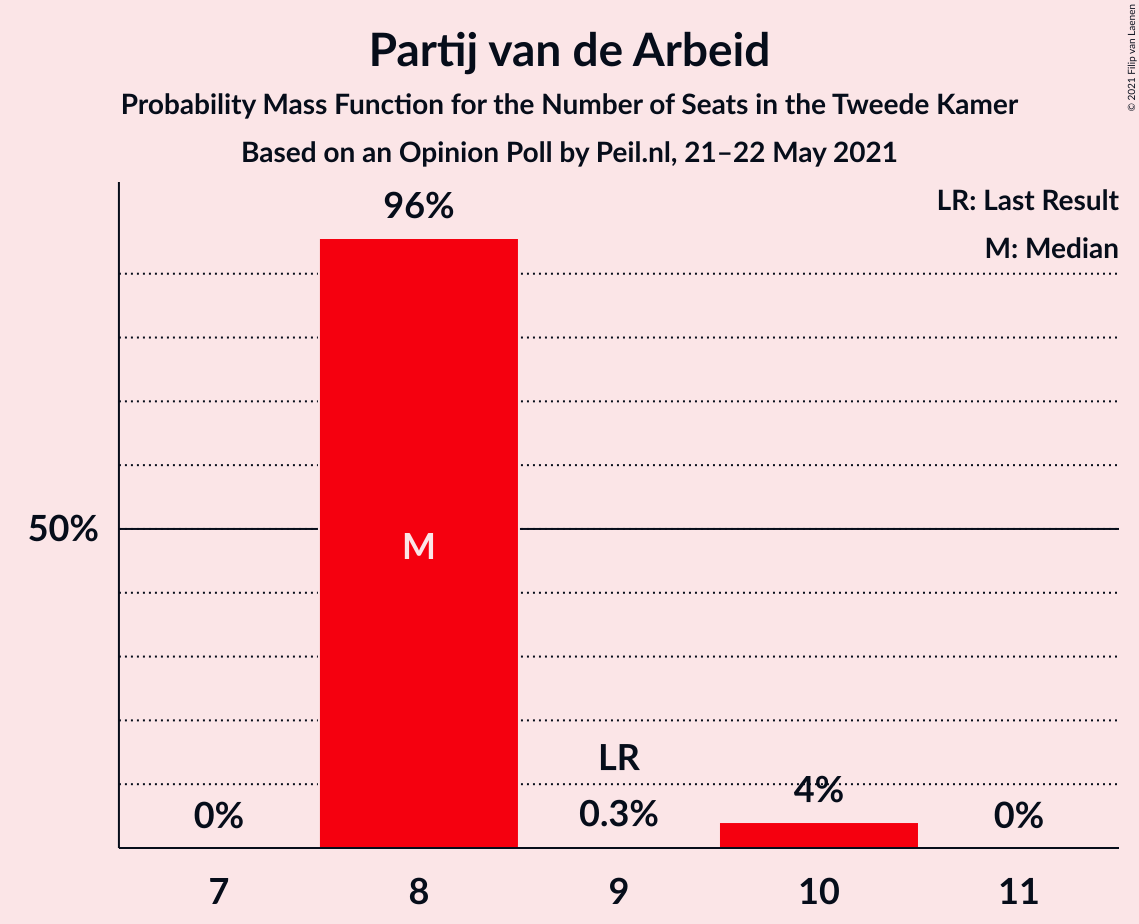 Partij van de Arbeid
Probability Mass Function for the Number of Seats in the Tweede Kamer
Based on an Opinion Poll by Peil.nl, 21–22 May 2021
© 2021 Filip van Laenen
LR: Last Result
M: Median
96%
50%
M
LR
0%
0.3%
4%
0%
7
8
9
10
11